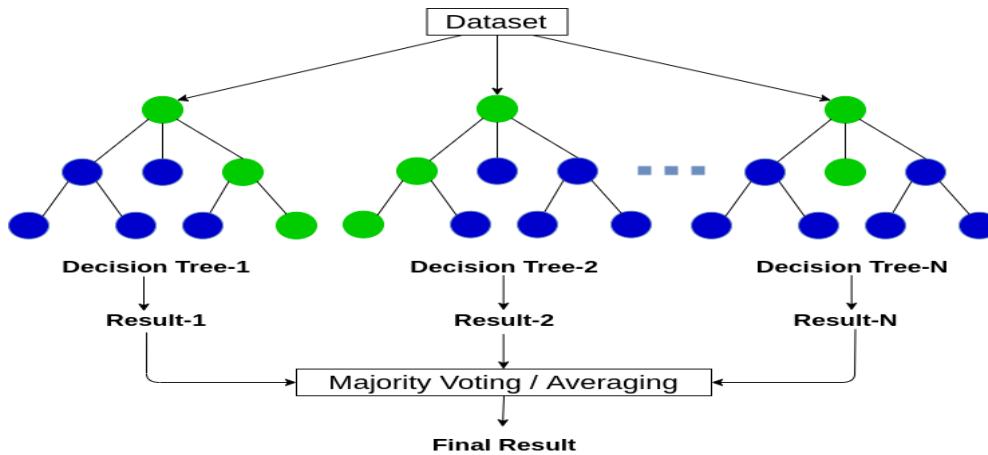 Dataset
Decision Tree-1
Decision Tree-2
Decision Tree-N
Result-1
Result-2
Result-N
Majority Voting / Averaging
Final Result